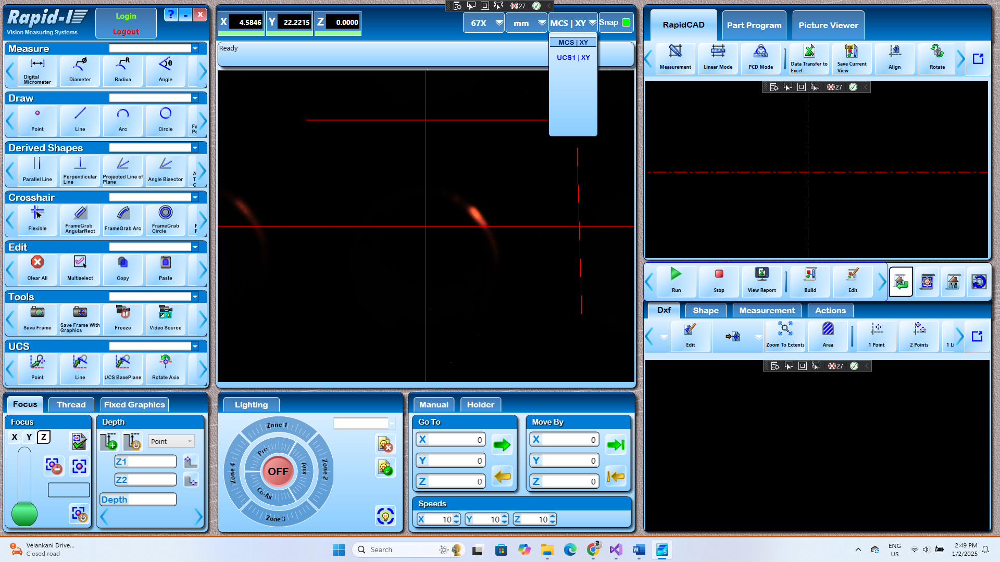 Rapid-I
Vision Measuring Systems
Login
Logout
?
-
x
X 4.5846
Y 22.2215
Z 0.0000
27
67X
mm
MCS | XY
Snap
MCS | XY
UCS1 | XY
Ready
Measure
Digital Micrometer
Diameter
Radius
Angle
Draw
Point
Line
Arc
Circle
Derived Shapes
Parallel Line
Perpendicular Line
Projected Line of Plane
Angle Bisector
Crosshair
Flexible
FrameGrab AngularRect
FrameGrab Arc
FrameGrab Circle
Edit
Clear All
Multiselect
Copy
Paste
Tools
Save Frame
Save Frame With Graphics
Freeze
Video Source
UCS
Point
Line
UCS BasePlane
Rotate Axis
Focus
Thread
Fixed Graphics
Focus
X
Y
Z
Depth
Point
Z1
Z2
Depth
Lighting
Zone 1
Zone 2
Zone 3
Zone 4
Pro
Aux
Co-Ax
OFF
Manual
Holder
Go To
X 0
Y 0
Z 0
Move By
X 0
Y 0
Z 0
Speeds
X 10
Y 10
Z 10
RapidCAD
Part Program
Picture Viewer
Measurement
Linear Mode
PCD Mode
Data Transfer to Excel
Save Current View
Align
Rotate
27
Run
Stop
View Report
Build
Edit
Dxf
Shape
Measurement
Actions
Edit
Zoom To Extents
Area
1 Point
2 Points
1 Li
27
Velankani Drive...
Closed road
Search
ENG
US
2:49 PM
1/2/2025